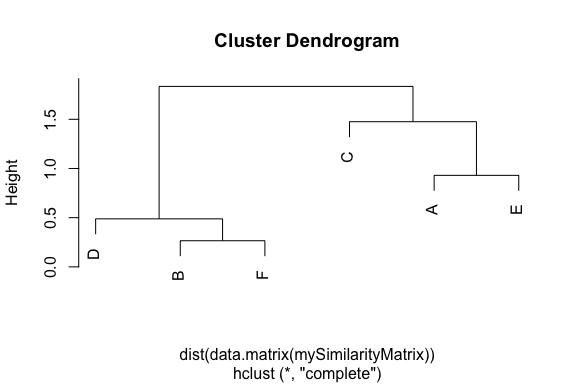 Cluster Dendrogram
Height
1.5
1.0
0.5
0.0
C
A
E
D
B
F
dist(data.matrix(mySimilarityMatrix))
hclust (*, "complete")